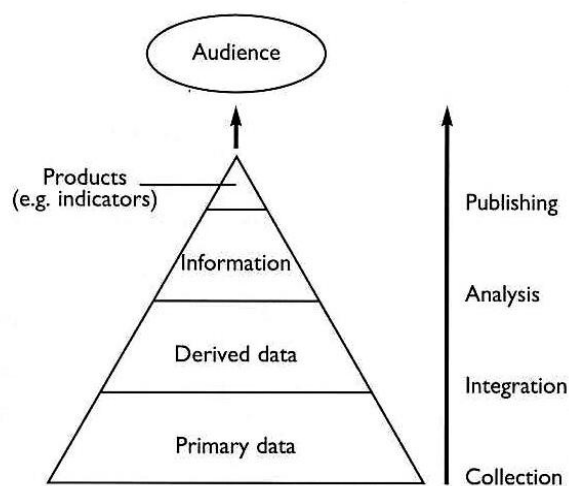 Audience
Products
(e.g. indicators)
Publishing
Information
Analysis
Derived data
Integration
Primary data
Collection